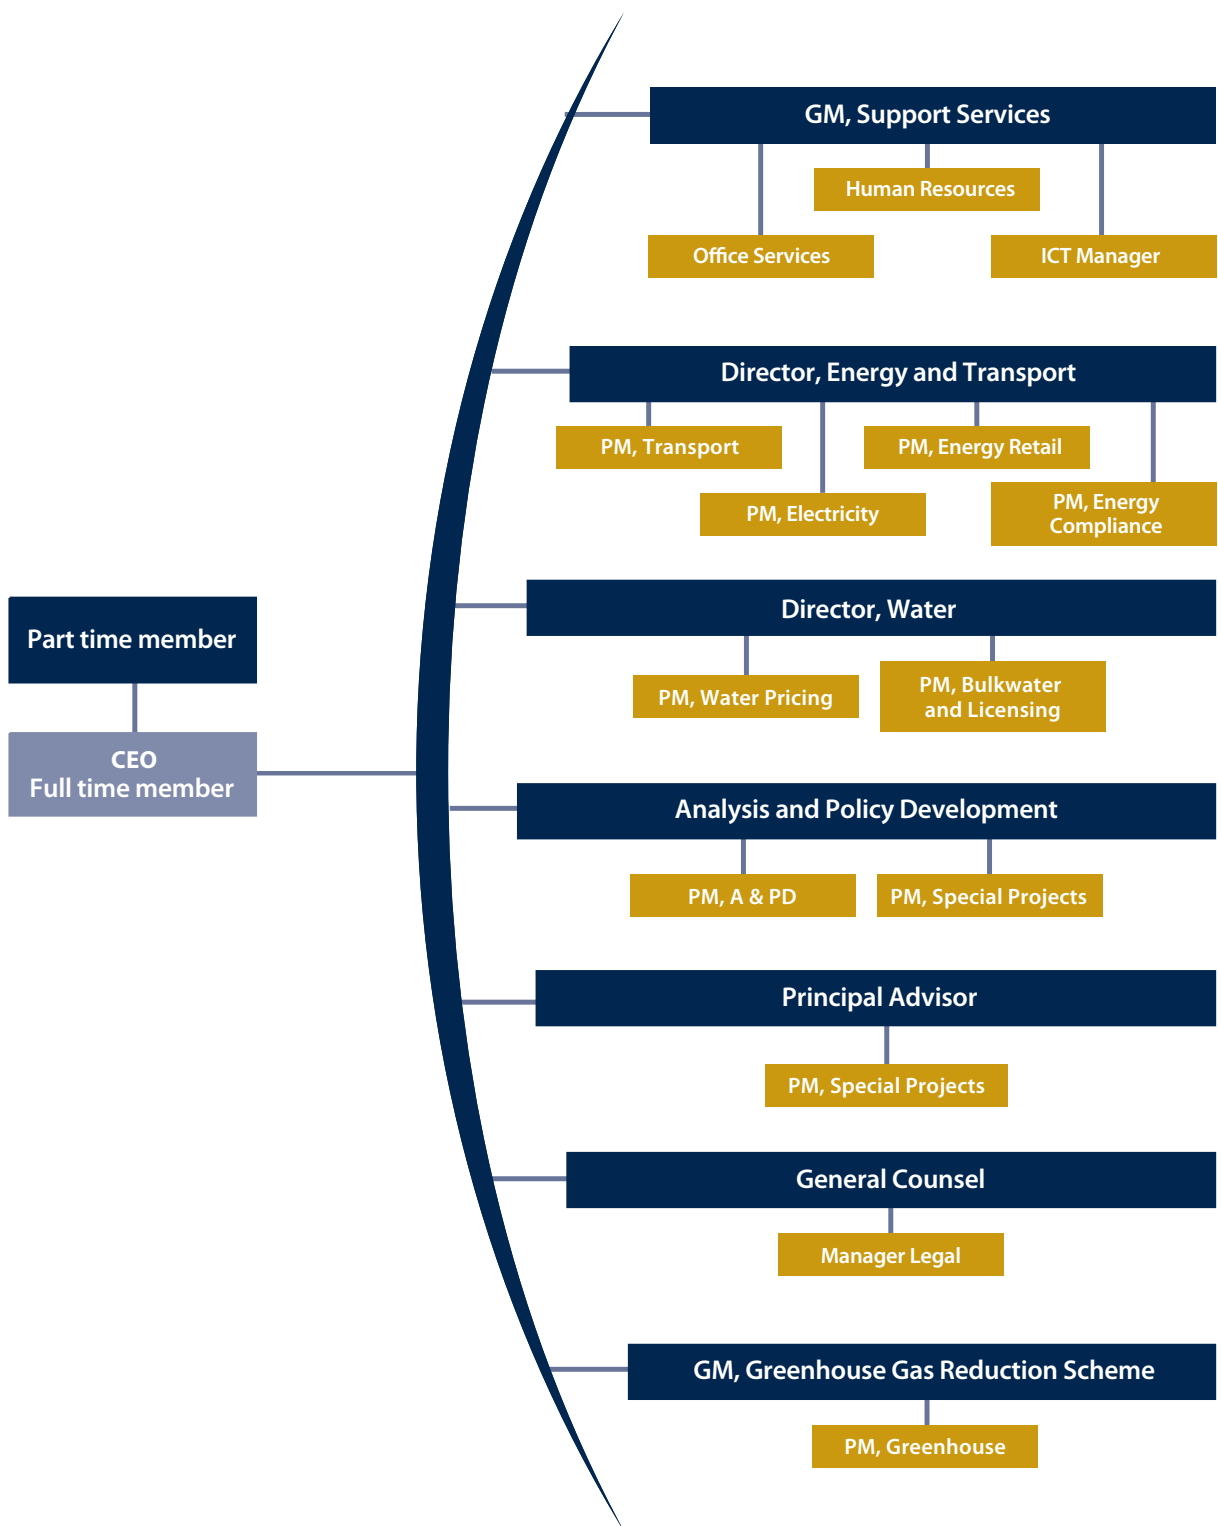 GM, Support Services
Human Resources
Office Services
ICT Manager
Director, Energy and Transport
PM, Transport
PM, Energy Retail
PM, Electricity
PM, Energy
Compliance
Part time member
CEO
Full time member
Director, Water
PM, Water Pricing
PM, Bulkwater
and Licensing
Analysis and Policy Development
PM, A & PD
PM, Special Projects
Principal Advisor
PM, Special Projects
General Counsel
Manager Legal
GM, Greenhouse Gas Reduction Scheme
PM, Greenhouse